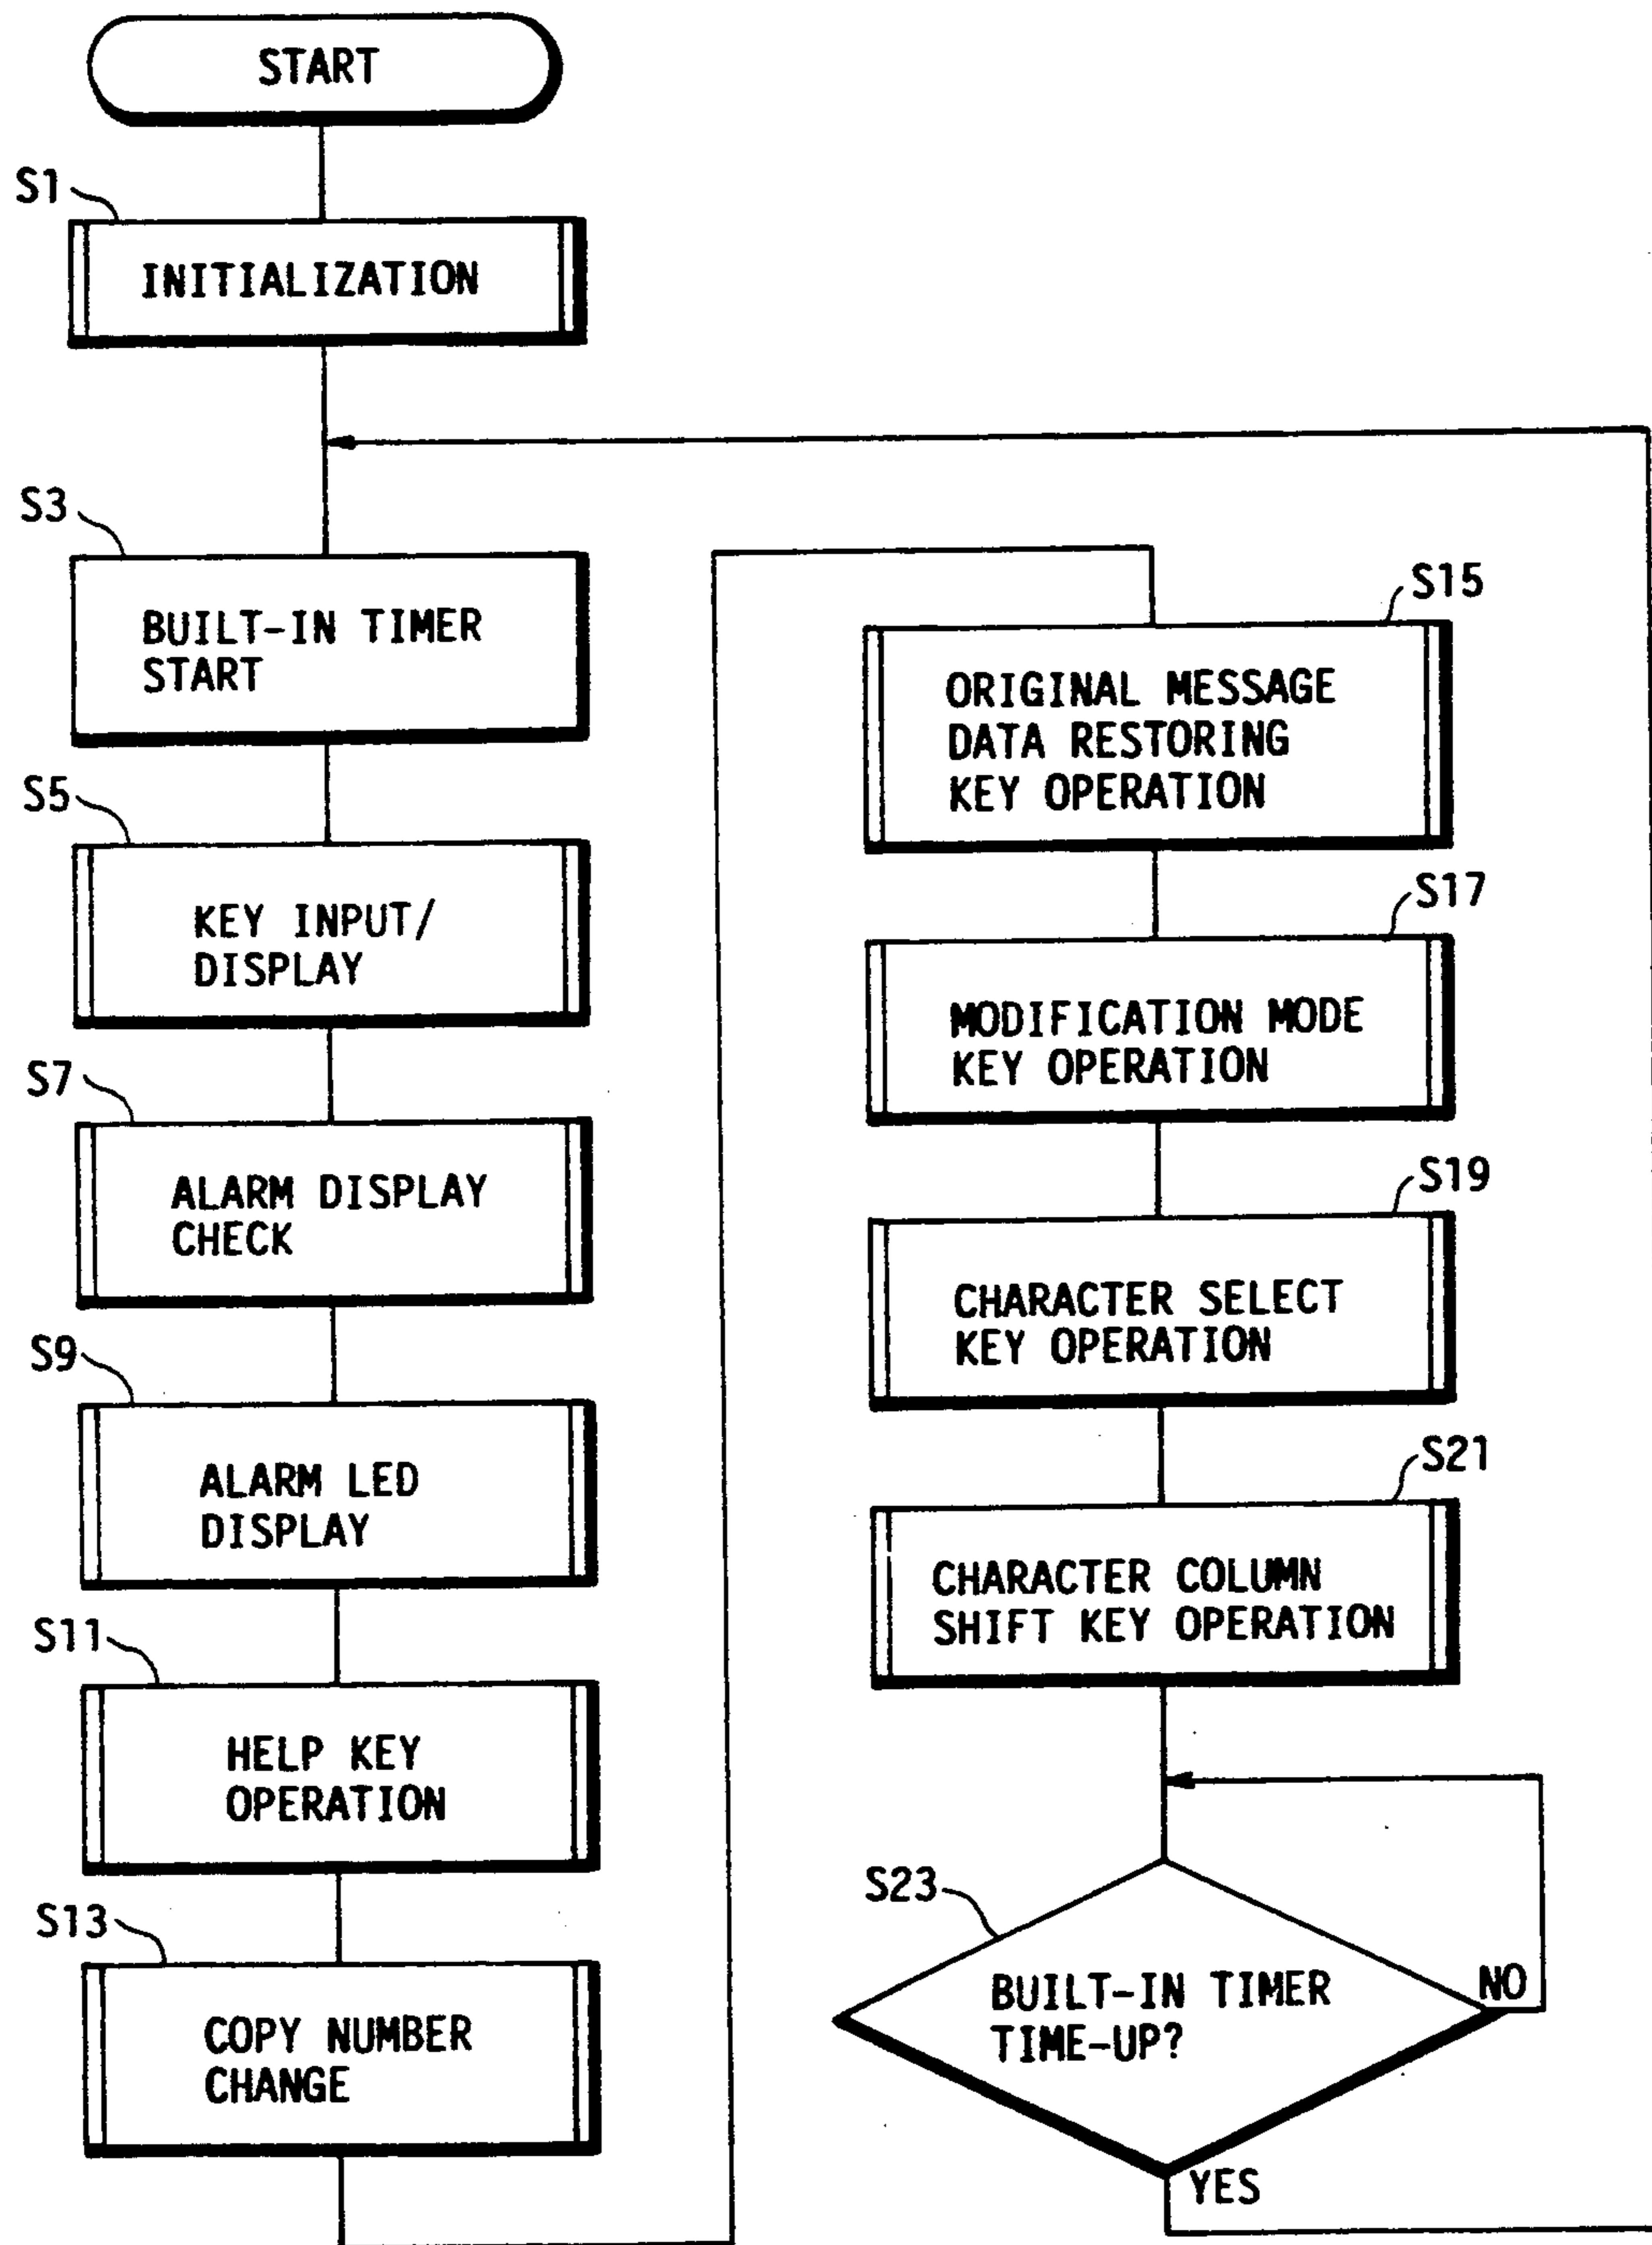 START
S1
INITIALIZATION
S3
BUILT-IN TIMER
START
S5
KEY INPUT/
DISPLAY
S7
ALARM DISPLAY
CHECK
S9
ALARM LED
DISPLAY
S11
HELP KEY
OPERATION
S13
COPY NUMBER
CHANGE
S15
ORIGINAL MESSAGE
DATA RESTORING
KEY OPERATION
S17
MODIFICATION MODE
KEY OPERATION
S19
CHARACTER SELECT
KEY OPERATION
S21
CHARACTER COLUMN
SHIFT KEY OPERATION
S23
BUILT-IN TIMER
TIME-UP?
NO
YES